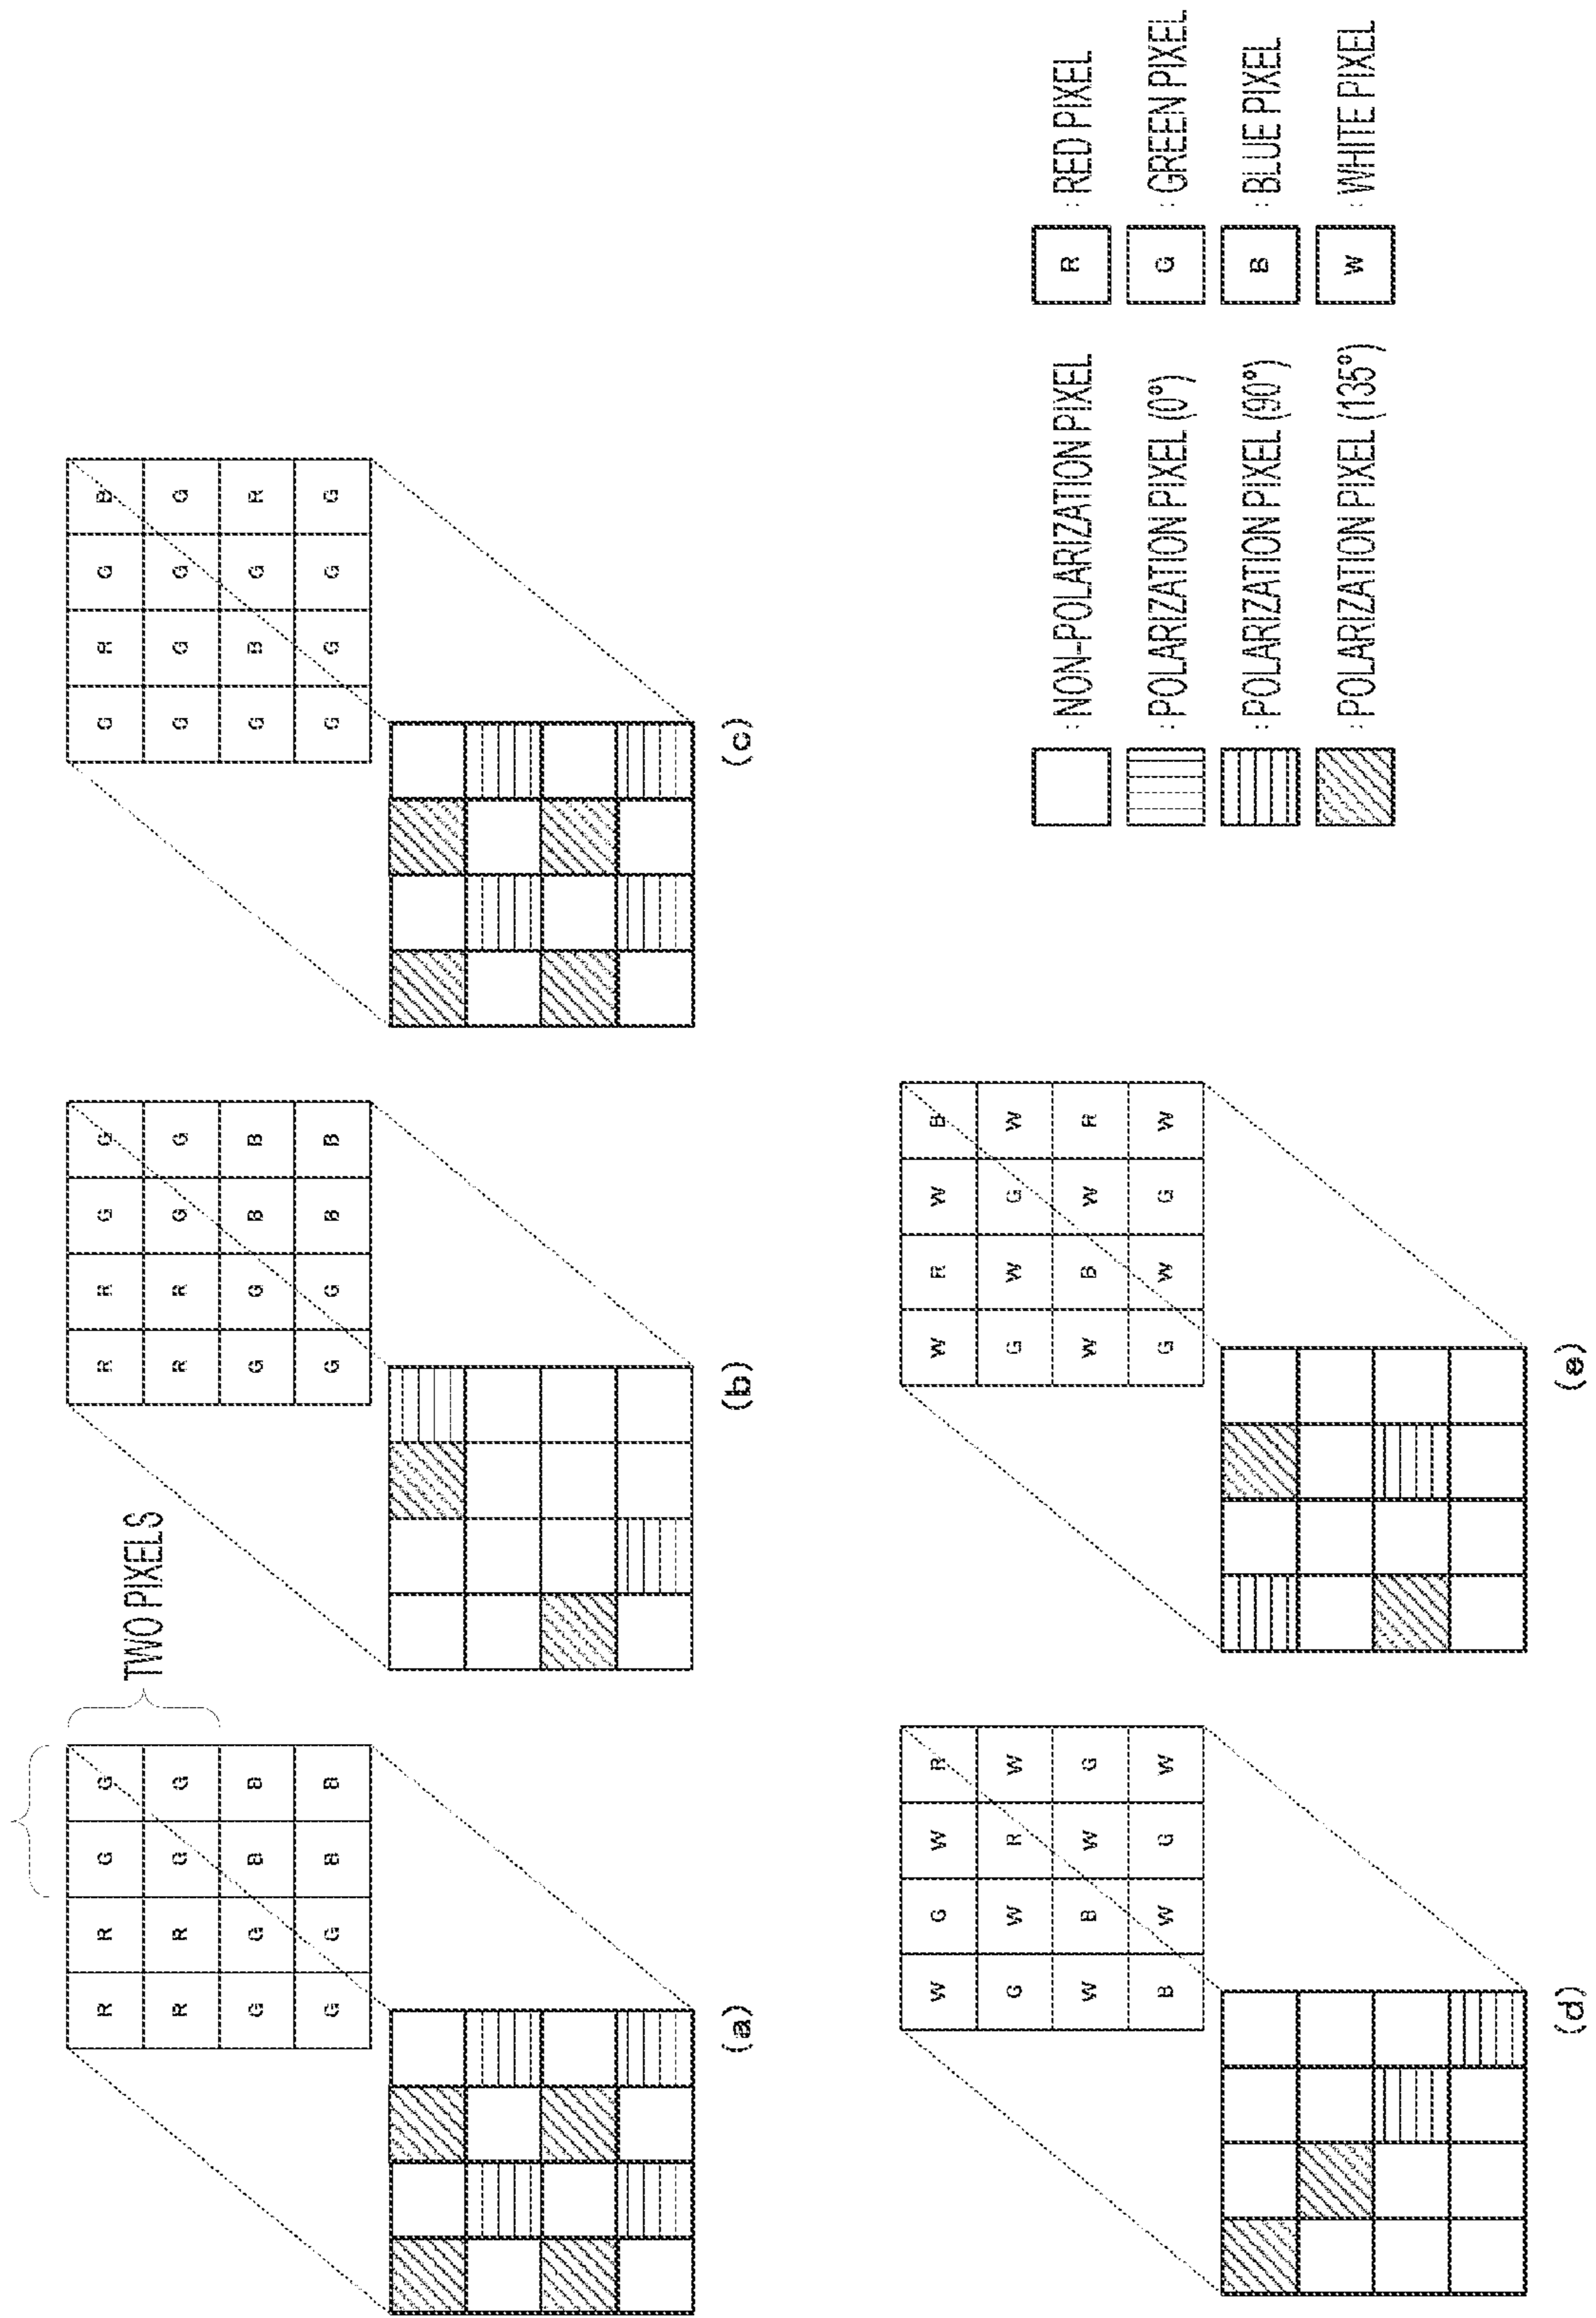 R R G G
R R G G
G G B B
G G B B
TWO PIXELS
(a)
R R G G
R R G G
G G B B
G G B B
(b)
G R G B
G G G G
G B G R
G G G G
(c)
W G W R
G W R W
W B W G
B W G W
(d)
W R W B
G W G W
W B W R
G W G W
(e)
: NON-POLARIZATION PIXEL
: POLARIZATION PIXEL (0°)
: POLARIZATION PIXEL (90°)
: POLARIZATION PIXEL (135°)
R : RED PIXEL
G : GREEN PIXEL
B : BLUE PIXEL
W : WHITE PIXEL